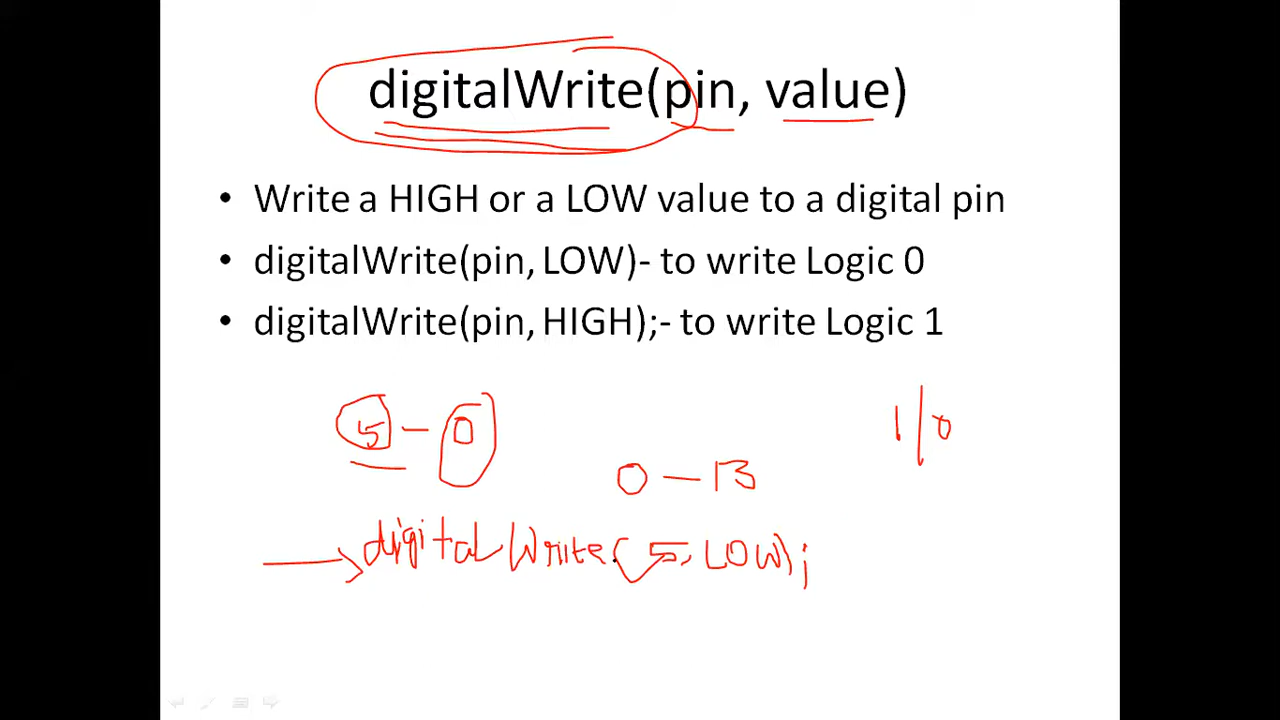 digitalWrite(pin, value)
• Write a HIGH or a LOW value to a digital pin
• digitalWrite(pin, LOW)- to write Logic 0
• digitalWrite(pin, HIGH);- to write Logic 1
5 - 0
1/0
0 - 13
digitalWrite(5, LOW);